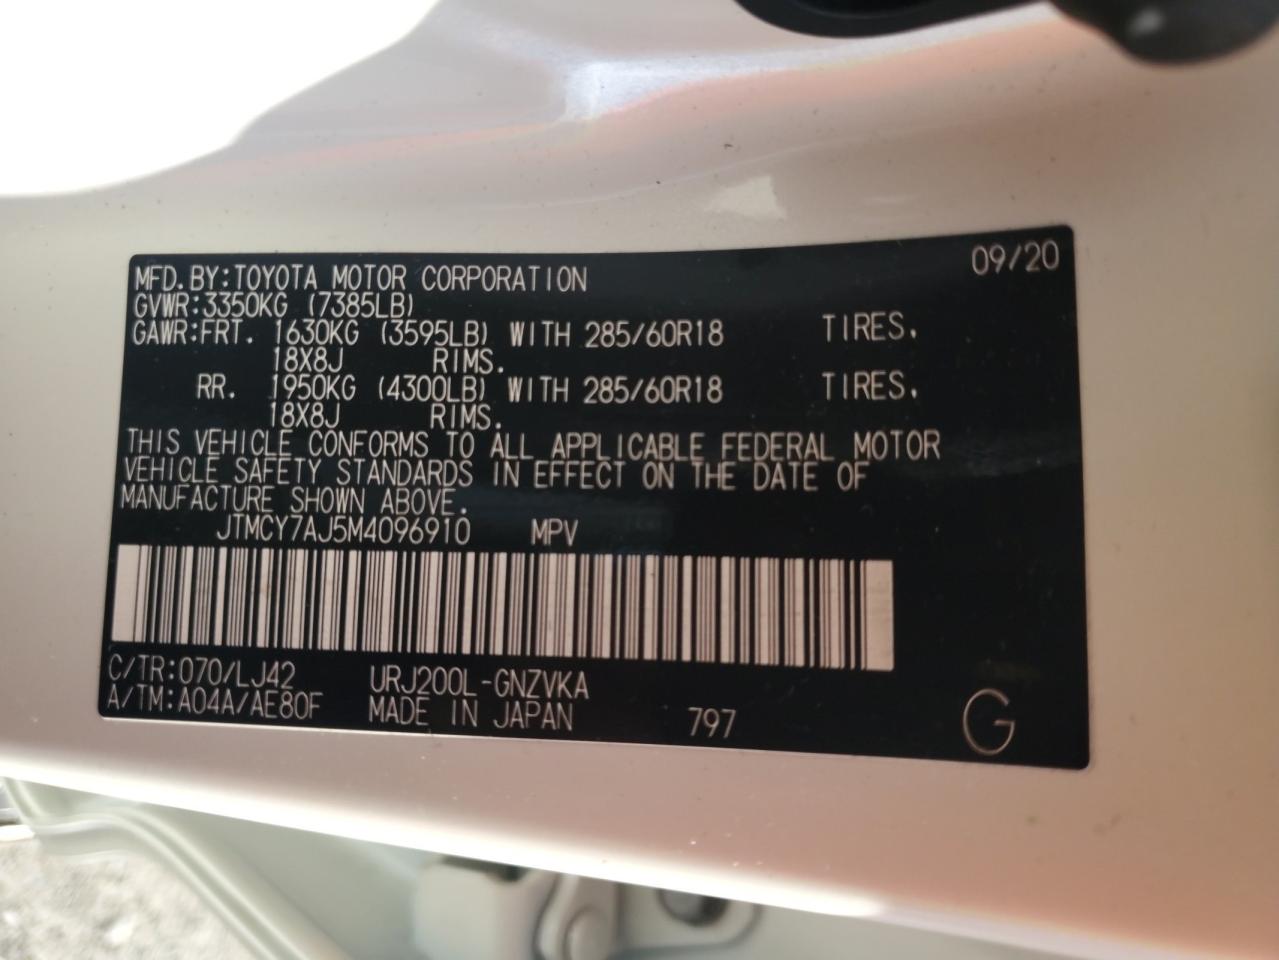 09/20
MFD.BY:TOYOTA MOTOR CORPORATION
GVWR:3350KG (7385LB)
GAWR:FRT. 1630KG (3595LB) WITH 285/60R18 TIRES.
18X8J RIMS.
RR. 1950KG (4300LB) WITH 285/60R18 TIRES.
18X8J RIMS.
THIS VEHICLE CONFORMS TO ALL APPLICABLE FEDERAL MOTOR
VEHICLE SAFETY STANDARDS IN EFFECT ON THE DATE OF
MANUFACTURE SHOWN ABOVE.
JTMCY7AJ5M4096910 MPV
C/TR:070/LJ42 URJ200L-GNZVKA
A/TM:A04A/AE80F MADE IN JAPAN 797 G